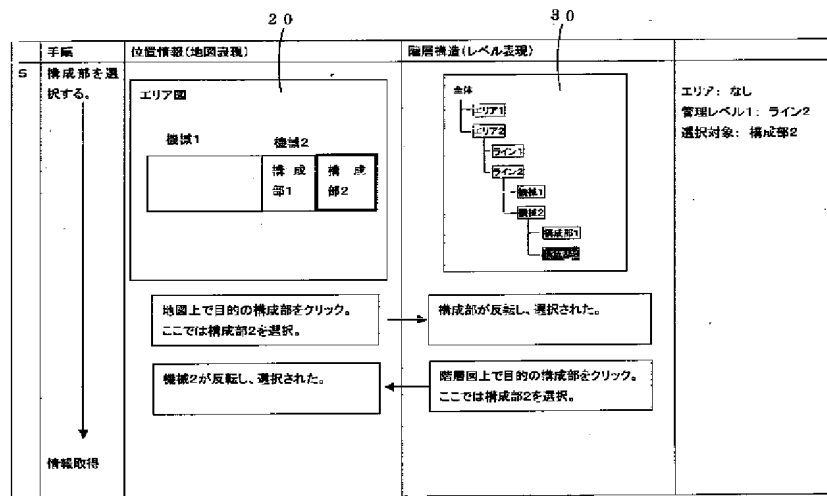 20
30
手順
位置情報(地図表現)
階層構造(レベル表現)
S
構成部を選
択する。
情報取得
エリア図
機械1
機械2
構 成
部1
構 成
部2
全体
エリア1
エリア2
ライン1
ライン2
機械1
機械2
構成部1
構成部2
エリア: なし
管理レベル1: ライン2
選択対象: 構成部2
地図上で目的の構成部をクリック。
ここでは構成部2を選択。
構成部が反転し、選択された。
機械2が反転し、選択された。
階層図上で目的の構成部をクリック。
ここでは構成部2を選択。